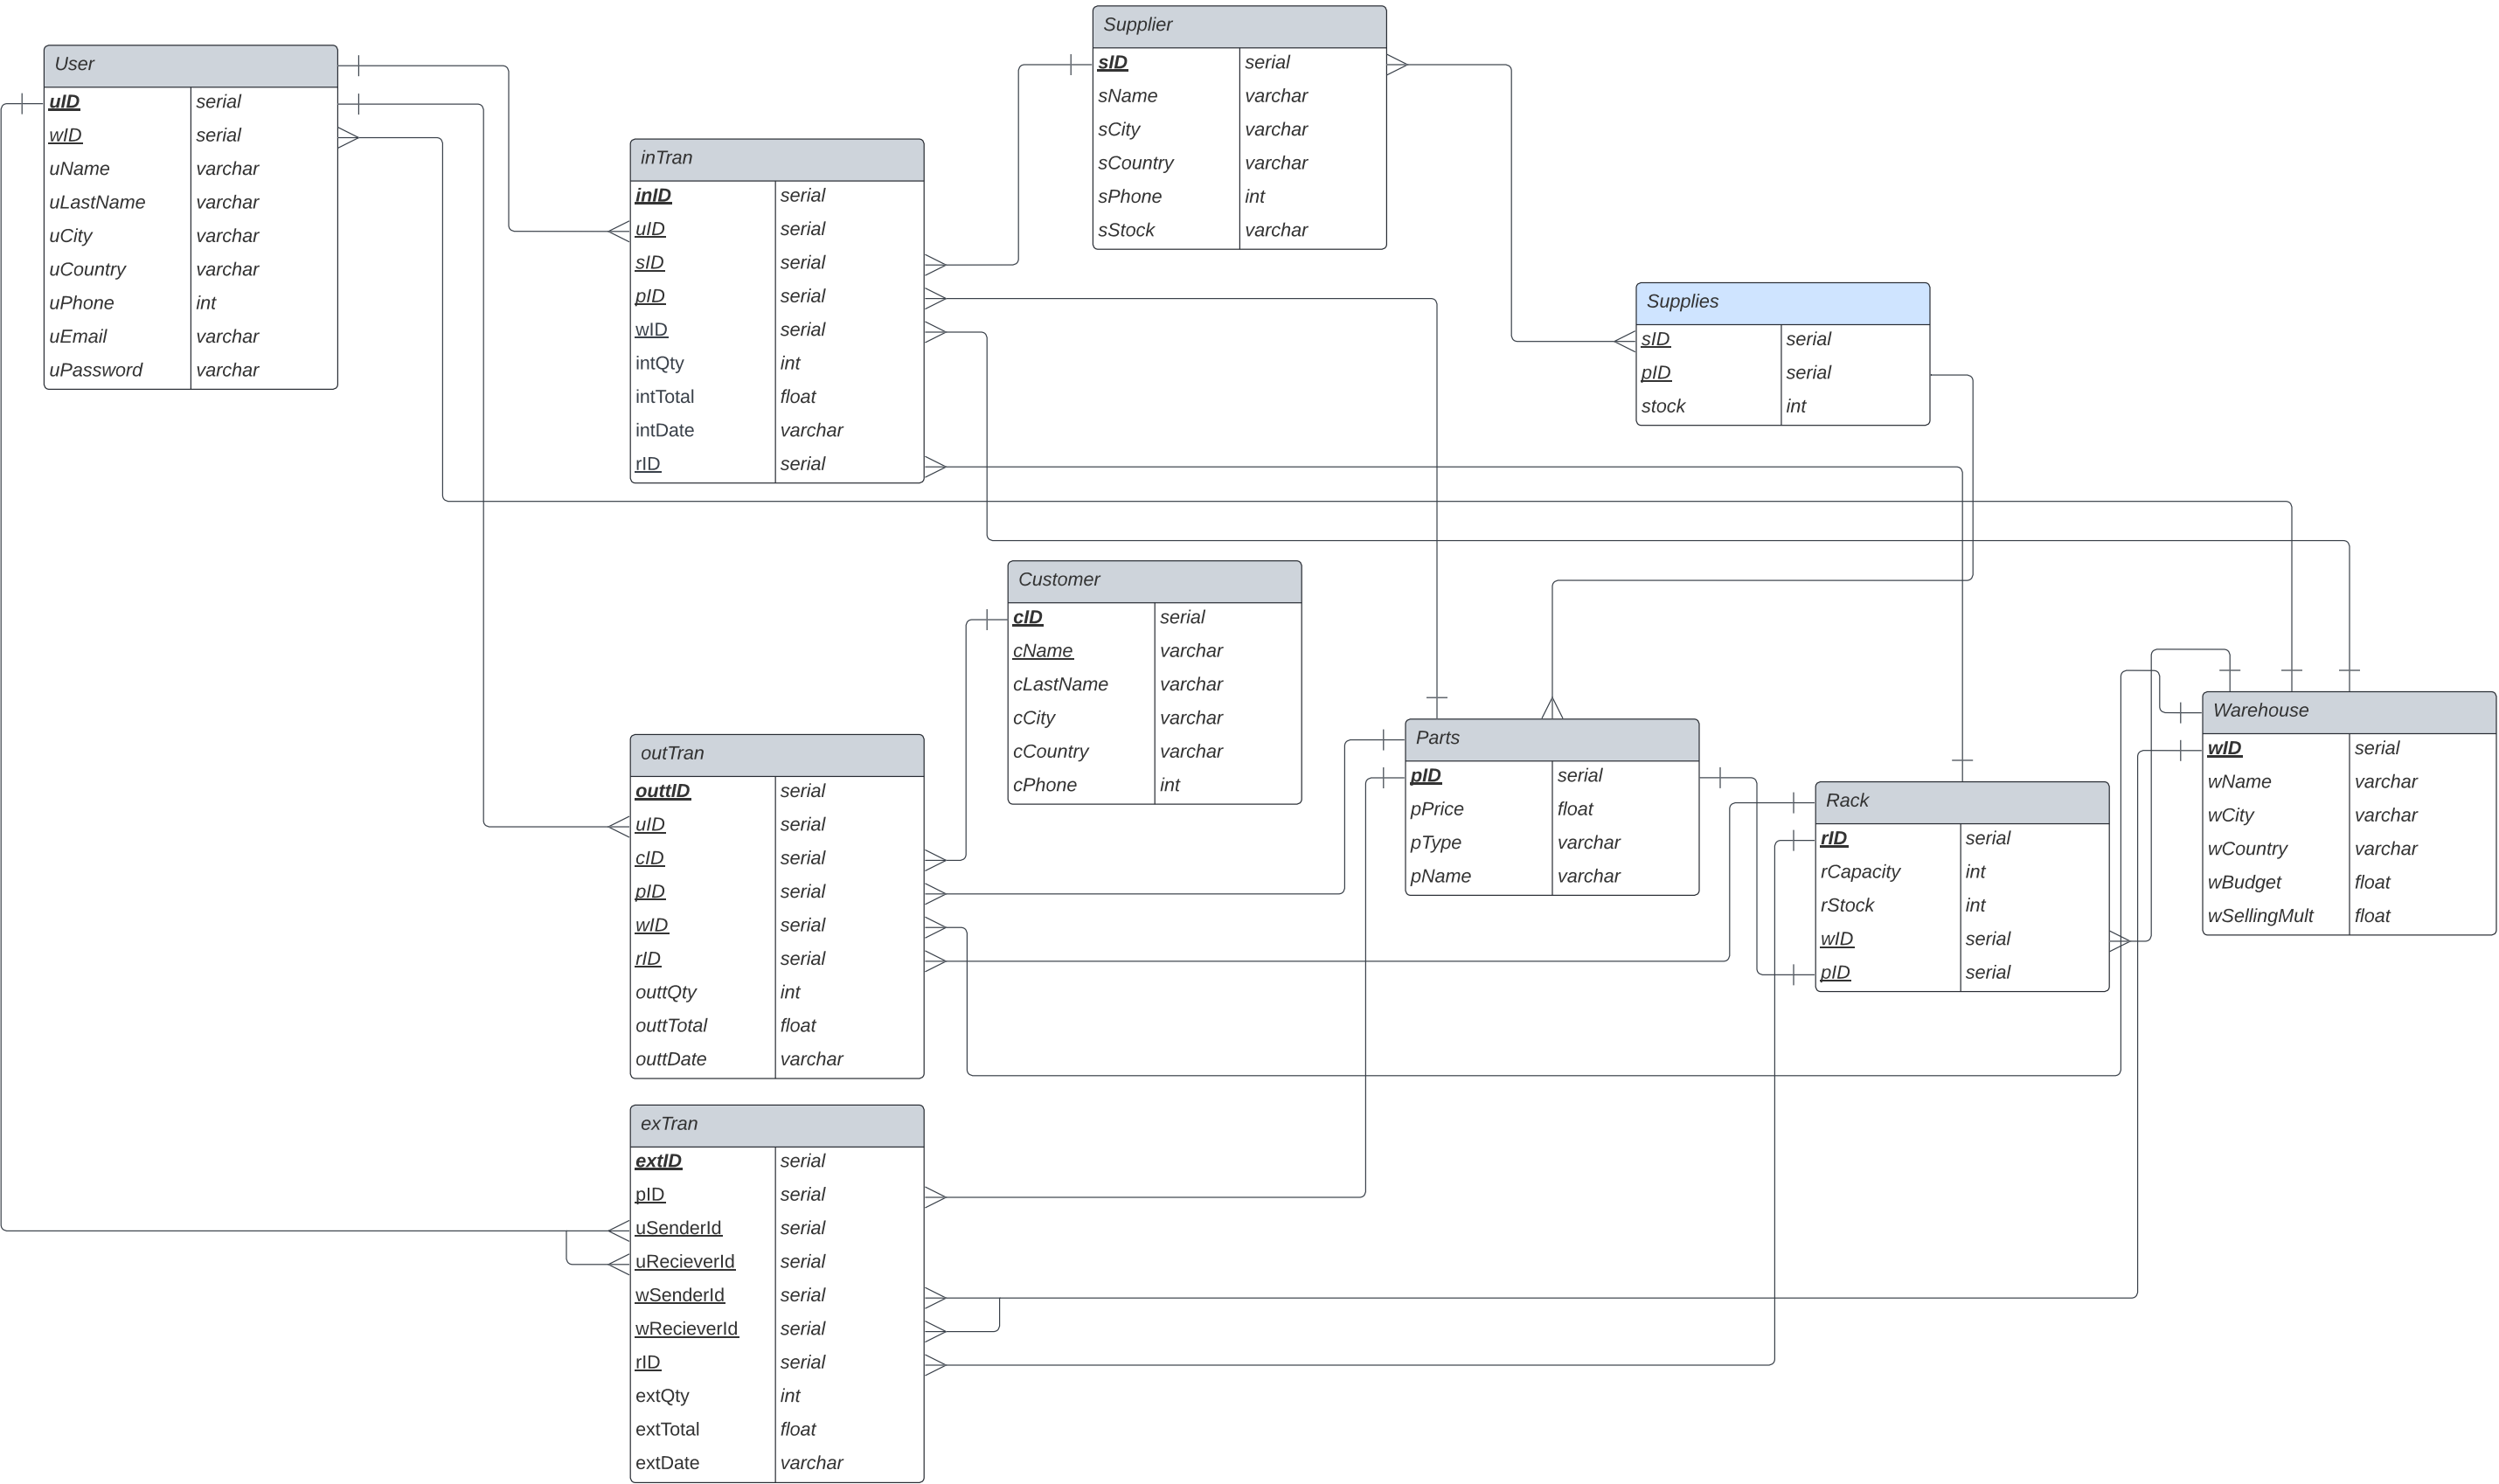 User
uID serial
wID serial
uName varchar
uLastName varchar
uCity varchar
uCountry varchar
uPhone int
uEmail varchar
uPassword varchar
inTran
inID serial
uID serial
sID serial
pID serial
wID serial
intQty int
intTotal float
intDate varchar
rID serial
Supplier
sID serial
sName varchar
sCity varchar
sCountry varchar
sPhone int
sStock varchar
Supplies
sID serial
pID serial
stock int
Customer
cID serial
cName varchar
cLastName varchar
cCity varchar
cCountry varchar
cPhone int
outTran
outtID serial
uID serial
cID serial
pID serial
wID serial
rID serial
outtQty int
outtTotal float
outtDate varchar
Parts
pID serial
pPrice float
pType varchar
pName varchar
Rack
rID serial
rCapacity int
rStock int
wID serial
pID serial
Warehouse
wID serial
wName varchar
wCity varchar
wCountry varchar
wBudget float
wSellingMult float
exTran
extID serial
pID serial
uSenderId serial
uRecieverId serial
wSenderId serial
wRecieverId serial
rID serial
extQty int
extTotal float
extDate varchar